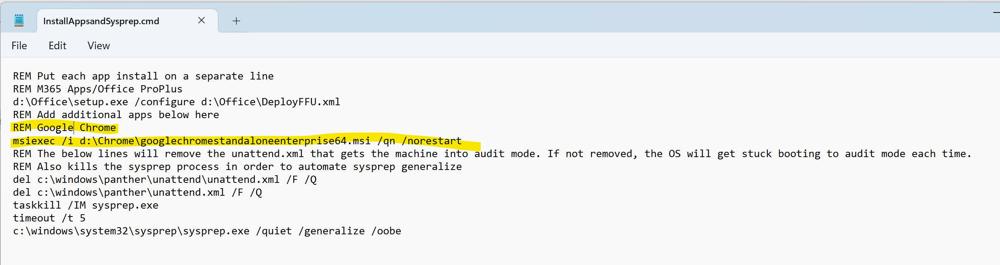 InstallAppsandSysprep.cmd
File Edit View
REM Put each app install on a separate line
REM M365 Apps/Office ProPlus
d:\Office\setup.exe /configure d:\Office\DeployFFU.xml
REM Add additional apps below here
REM Google Chrome
msiexec /i d:\Chrome\googlechromestandaloneenterprise64.msi /qn /norestart
REM The below lines will remove the unattend.xml that gets the machine into audit mode. If not removed, the OS will get stuck booting to audit mode each time.
REM Also kills the sysprep process in order to automate sysprep generalize
del c:\windows\panther\unattend\unattend.xml /F /Q
del c:\windows\panther\unattend.xml /F /Q
taskkill /IM sysprep.exe
timeout /t 5
c:\windows\system32\sysprep\sysprep.exe /quiet /generalize /oobe